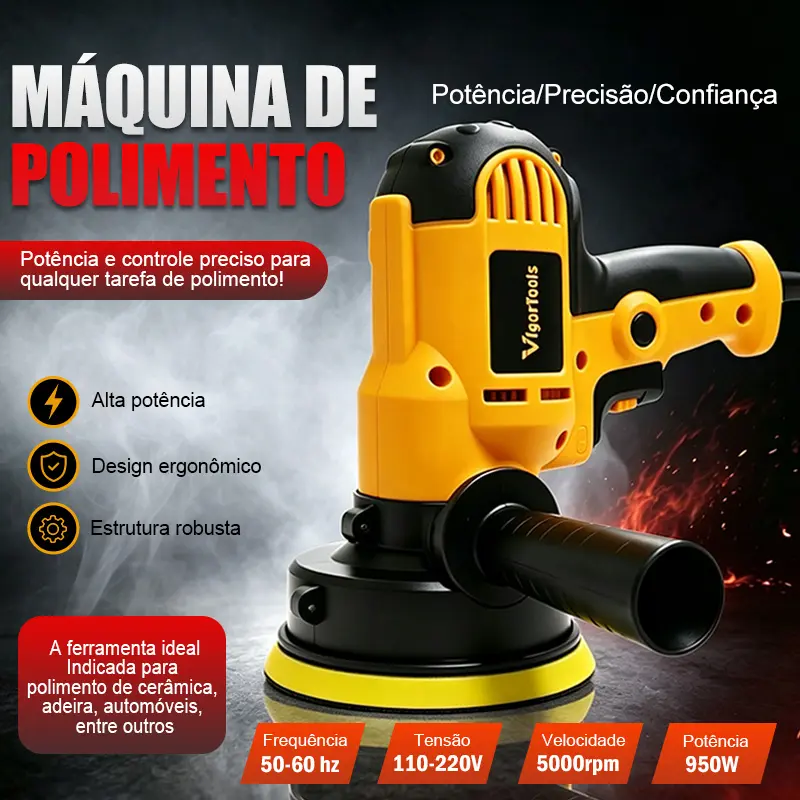 MÁQUINA DE
POLIMENTO
Potência/Precisão/Confiança
Potência e controle preciso para
qualquer tarefa de polimento!
VigorTools
Alta potência
Design ergonômico
Estrutura robusta
A ferramenta ideal
Indicada para
polimento de cerâmica,
adeira, automóveis,
entre outros
Frequência
50-60 hz
Tensão
110-220V
Velocidade
5000rpm
Potência
950W